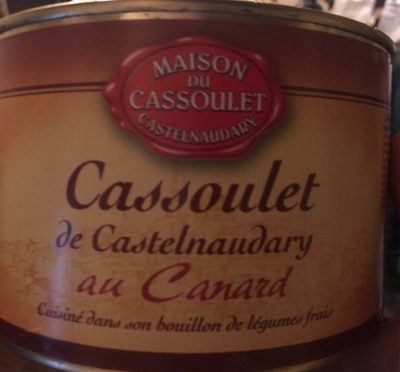 MAISON
DU
CASSOULET
CASTELNAUDARY
Cassoulet
de Castelnaudary
au Canard
Cuisiné dans son bouillon de légumes frais